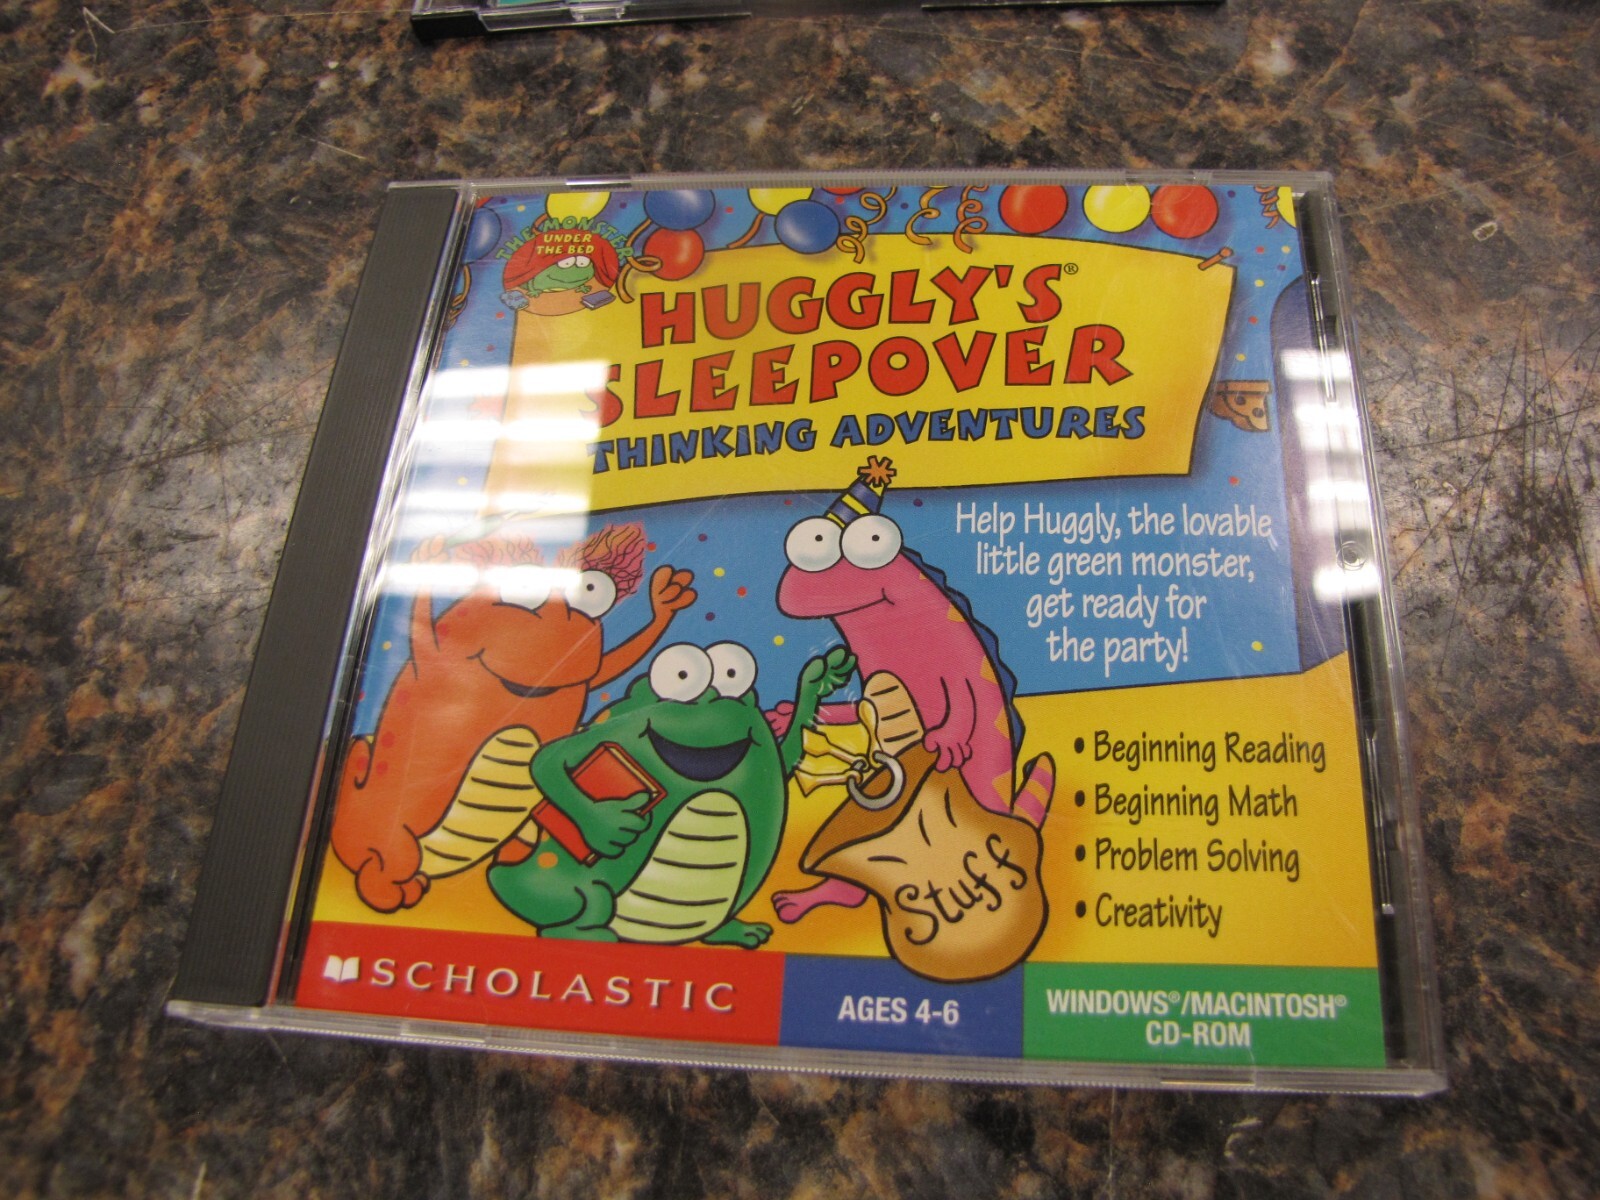 THE MONSTER
UNDER
THE BED
HUGGLY'S®
SLEEPOVER
THINKING ADVENTURES
Help Huggly, the lovable
little green monster,
get ready for
the party!
• Beginning Reading
• Beginning Math
• Problem Solving
• Creativity
Stuff
SCHOLASTIC
AGES 4-6
WINDOWS®/MACINTOSH®
CD-ROM